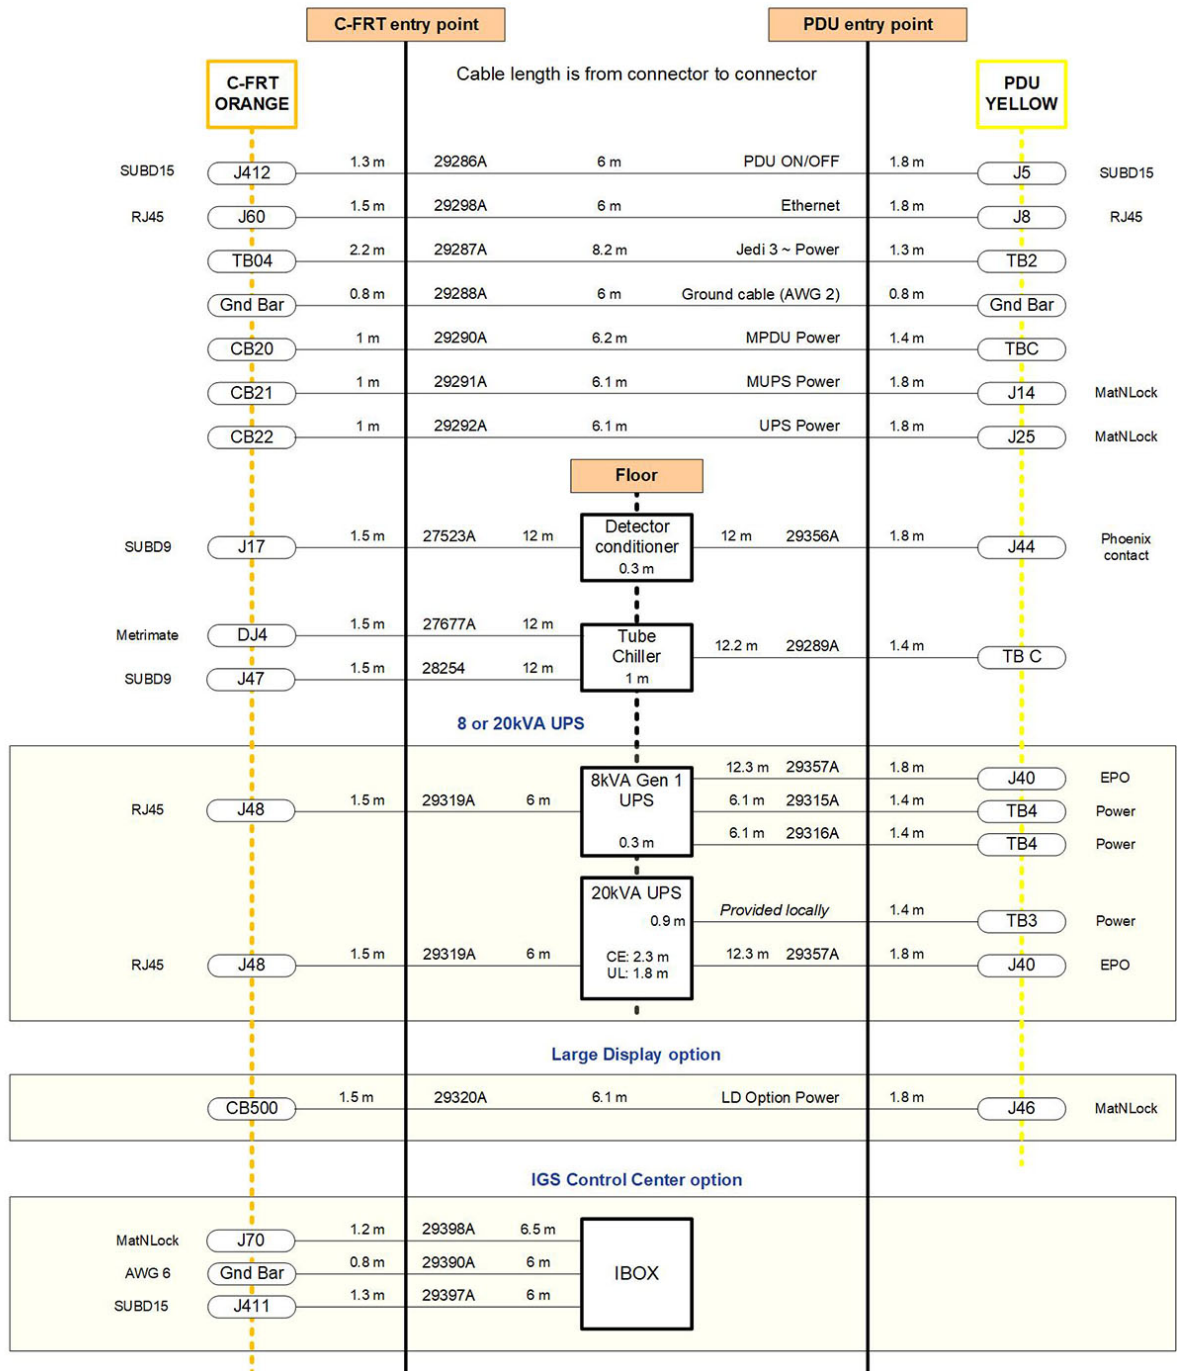 C-FRT entry point PDU entry point
Cable length is from connector to connector
C-FRT
ORANGE
PDU
YELLOW
SUBD15 J412 1.3 m 29286A 6 m PDU ON/OFF 1.8 m J5 SUBD15
RJ45 J60 1.5 m 29298A 6 m Ethernet 1.8 m J8 RJ45
TB04 2.2 m 29287A 8.2 m Jedi 3 ~ Power 1.3 m TB2
Gnd Bar 0.8 m 29288A 6 m Ground cable (AWG 2) 0.8 m Gnd Bar
CB20 1 m 29290A 6.2 m MPDU Power 1.4 m TBC
CB21 1 m 29291A 6.1 m MUPS Power 1.8 m J14 MatNLock
CB22 1 m 29292A 6.1 m UPS Power 1.8 m J25 MatNLock
Floor
SUBD9 J17 1.5 m 27523A 12 m
Detector
conditioner
0.3 m
12 m 29356A 1.8 m J44
Phoenix
contact
Metrimate DJ4 1.5 m 27677A 12 m
SUBD9 J47 1.5 m 28254 12 m
Tube
Chiller
1 m
12.2 m 29289A 1.4 m TB C
8 or 20kVA UPS
RJ45 J48 1.5 m 29319A 6 m
8kVA Gen 1
UPS
0.3 m
12.3 m 29357A 1.8 m J40 EPO
6.1 m 29315A 1.4 m TB4 Power
6.1 m 29316A 1.4 m TB4 Power
20kVA UPS
0.9 m Provided locally 1.4 m TB3 Power
RJ45 J48 1.5 m 29319A 6 m
CE: 2.3 m
UL: 1.8 m
12.3 m 29357A 1.8 m J40 EPO
Large Display option
CB500 1.5 m 29320A 6.1 m LD Option Power 1.8 m J46 MatNLock
IGS Control Center option
MatNLock J70 1.2 m 29398A 6.5 m
AWG 6 Gnd Bar 0.8 m 29390A 6 m
SUBD15 J411 1.3 m 29397A 6 m
IBOX